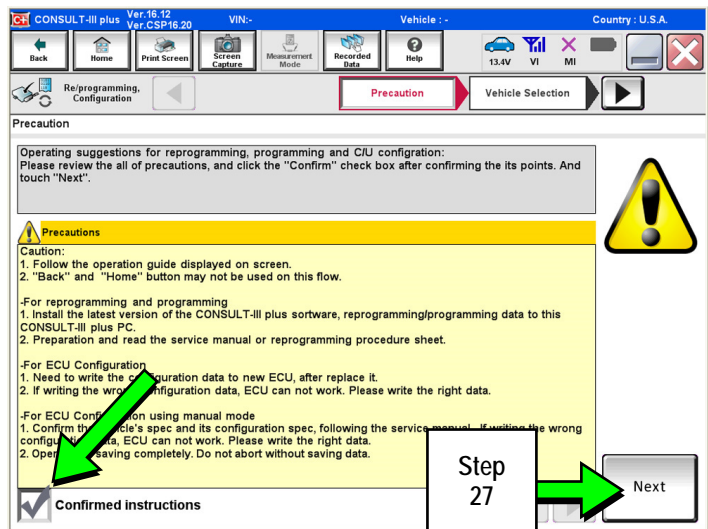 CONSULT-III plus Ver.16.12 Ver.CSP16.20 VIN:- Vehicle : - Country : U.S.A.
Back Home Print Screen Screen Capture Measurement Mode Recorded Data Help 13.4V VI MI
Re/programming, Configuration Precaution Vehicle Selection
Precaution
Operating suggestions for reprogramming, programming and C/U configration:
Please review the all of precautions, and click the "Confirm" check box after confirming the its points. And
touch "Next".
Precautions
Caution:
1. Follow the operation guide displayed on screen.
2. "Back" and "Home" button may not be used on this flow.
-For reprogramming and programming
1. Install the latest version of the CONSULT-III plus sortware, reprogramming/programming data to this
CONSULT-III plus PC.
2. Preparation and read the service manual or reprogramming procedure sheet.
-For ECU Configuration
1. Need to write the configuration data to new ECU, after replace it.
2. If writing the wrong configuration data, ECU can not work. Please write the right data.
-For ECU Configuration using manual mode
1. Confirm the vehicle's spec and its configuration spec, following the service manual. If writing the wrong
configuration data, ECU can not work. Please write the right data.
2. Oper saving completely. Do not abort without saving data.
Step
27
Next
Confirmed instructions